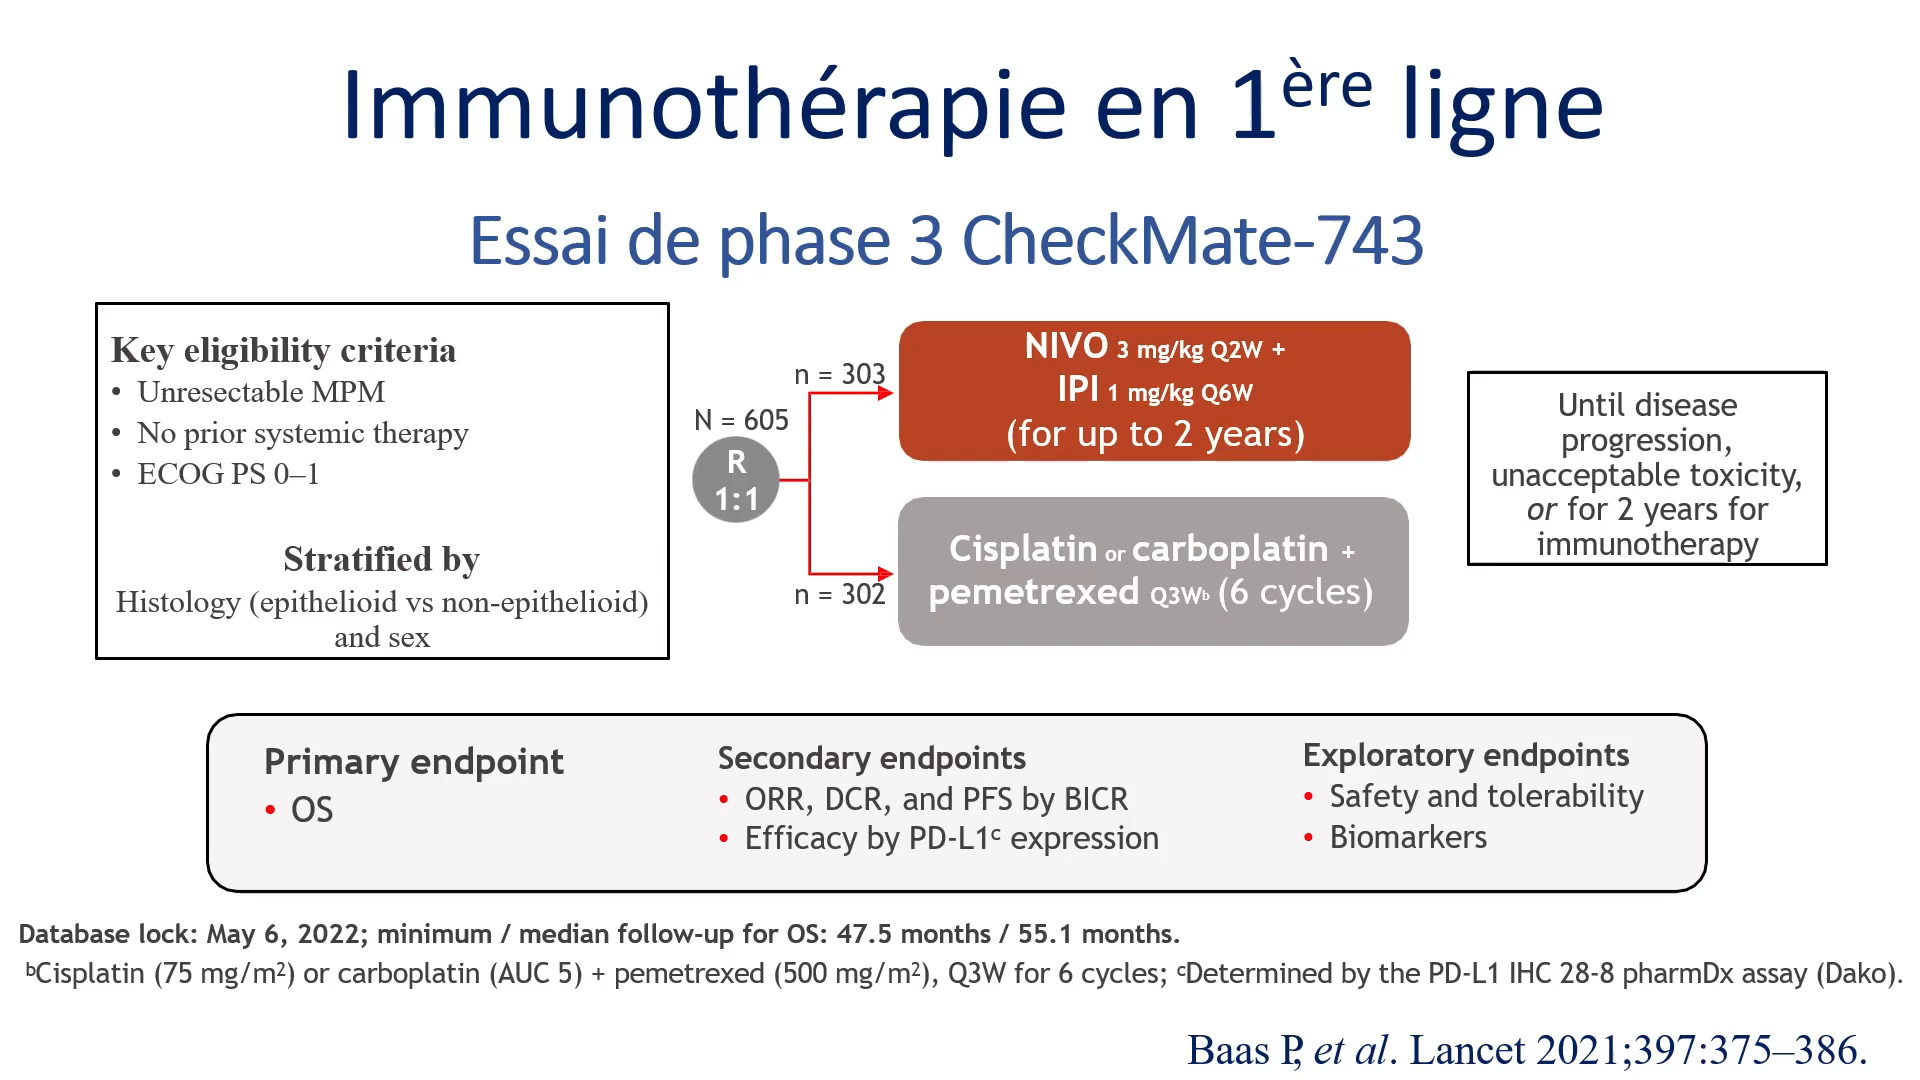 Immunothérapie en 1ère ligne
Essai de phase 3 CheckMate-743
Key eligibility criteria
• Unresectable MPM
• No prior systemic therapy
• ECOG PS 0–1
Stratified by
Histology (epithelioid vs non-epithelioid)
and sex
N = 605
R
1:1
n = 303
n = 302
NIVO 3 mg/kg Q2W +
IPI 1 mg/kg Q6W
(for up to 2 years)
Cisplatin or carboplatin +
pemetrexed Q3Wᵇ (6 cycles)
Until disease
progression,
unacceptable toxicity,
or for 2 years for
immunotherapy
Primary endpoint
• OS
Secondary endpoints
• ORR, DCR, and PFS by BICR
• Efficacy by PD-L1ᶜ expression
Exploratory endpoints
• Safety and tolerability
• Biomarkers
Database lock: May 6, 2022; minimum / median follow-up for OS: 47.5 months / 55.1 months.
ᵇCisplatin (75 mg/m²) or carboplatin (AUC 5) + pemetrexed (500 mg/m²), Q3W for 6 cycles; ᶜDetermined by the PD-L1 IHC 28-8 pharmDx assay (Dako).
Baas P, et al. Lancet 2021;397:375–386.